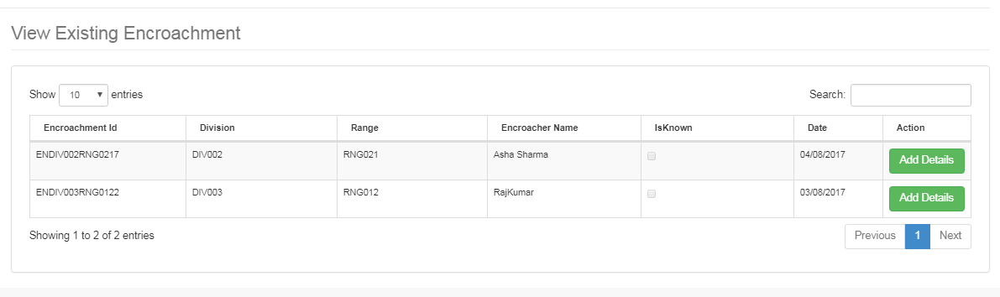 View Existing Encroachment
Show 10 entries Search:
Encroachment Id Division Range Encroacher Name IsKnown Date Action
ENDIV002RNG0217 DIV002 RNG021 Asha Sharma 04/08/2017 Add Details
ENDIV003RNG0122 DIV003 RNG012 RajKumar 03/08/2017 Add Details
Showing 1 to 2 of 2 entries Previous 1 Next